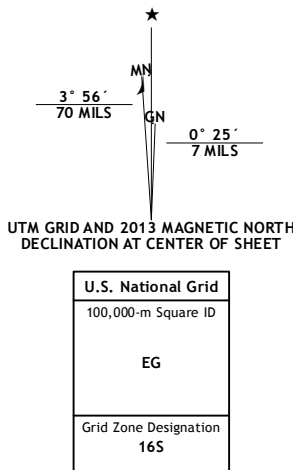 ★
MN
3° 56´
70 MILS
GN
0° 25´
7 MILS
UTM GRID AND 2013 MAGNETIC NORTH
DECLINATION AT CENTER OF SHEET
U.S. National Grid
100,000-m Square ID
EG
Grid Zone Designation
16S